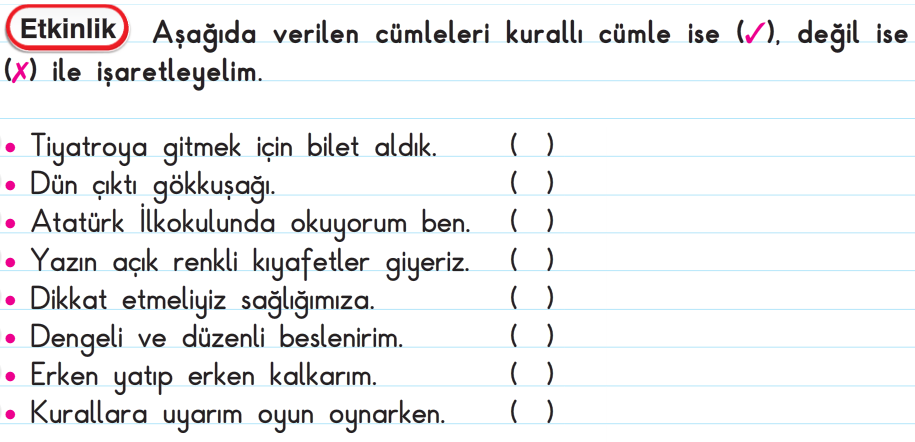 Etkinlik Aşağıda verilen cümleleri kurallı cümle ise (✓), değil ise
(✗) ile işaretleyelim.
• Tiyatroya gitmek için bilet aldık. ( )
• Dün çıktı gökkuşağı. ( )
• Atatürk İlkokulunda okuyorum ben. ( )
• Yazın açık renkli kıyafetler giyeriz. ( )
• Dikkat etmeliyiz sağlığımıza. ( )
• Dengeli ve düzenli beslenirim. ( )
• Erken yatıp erken kalkarım. ( )
• Kurallara uyarım oyun oynarken. ( )